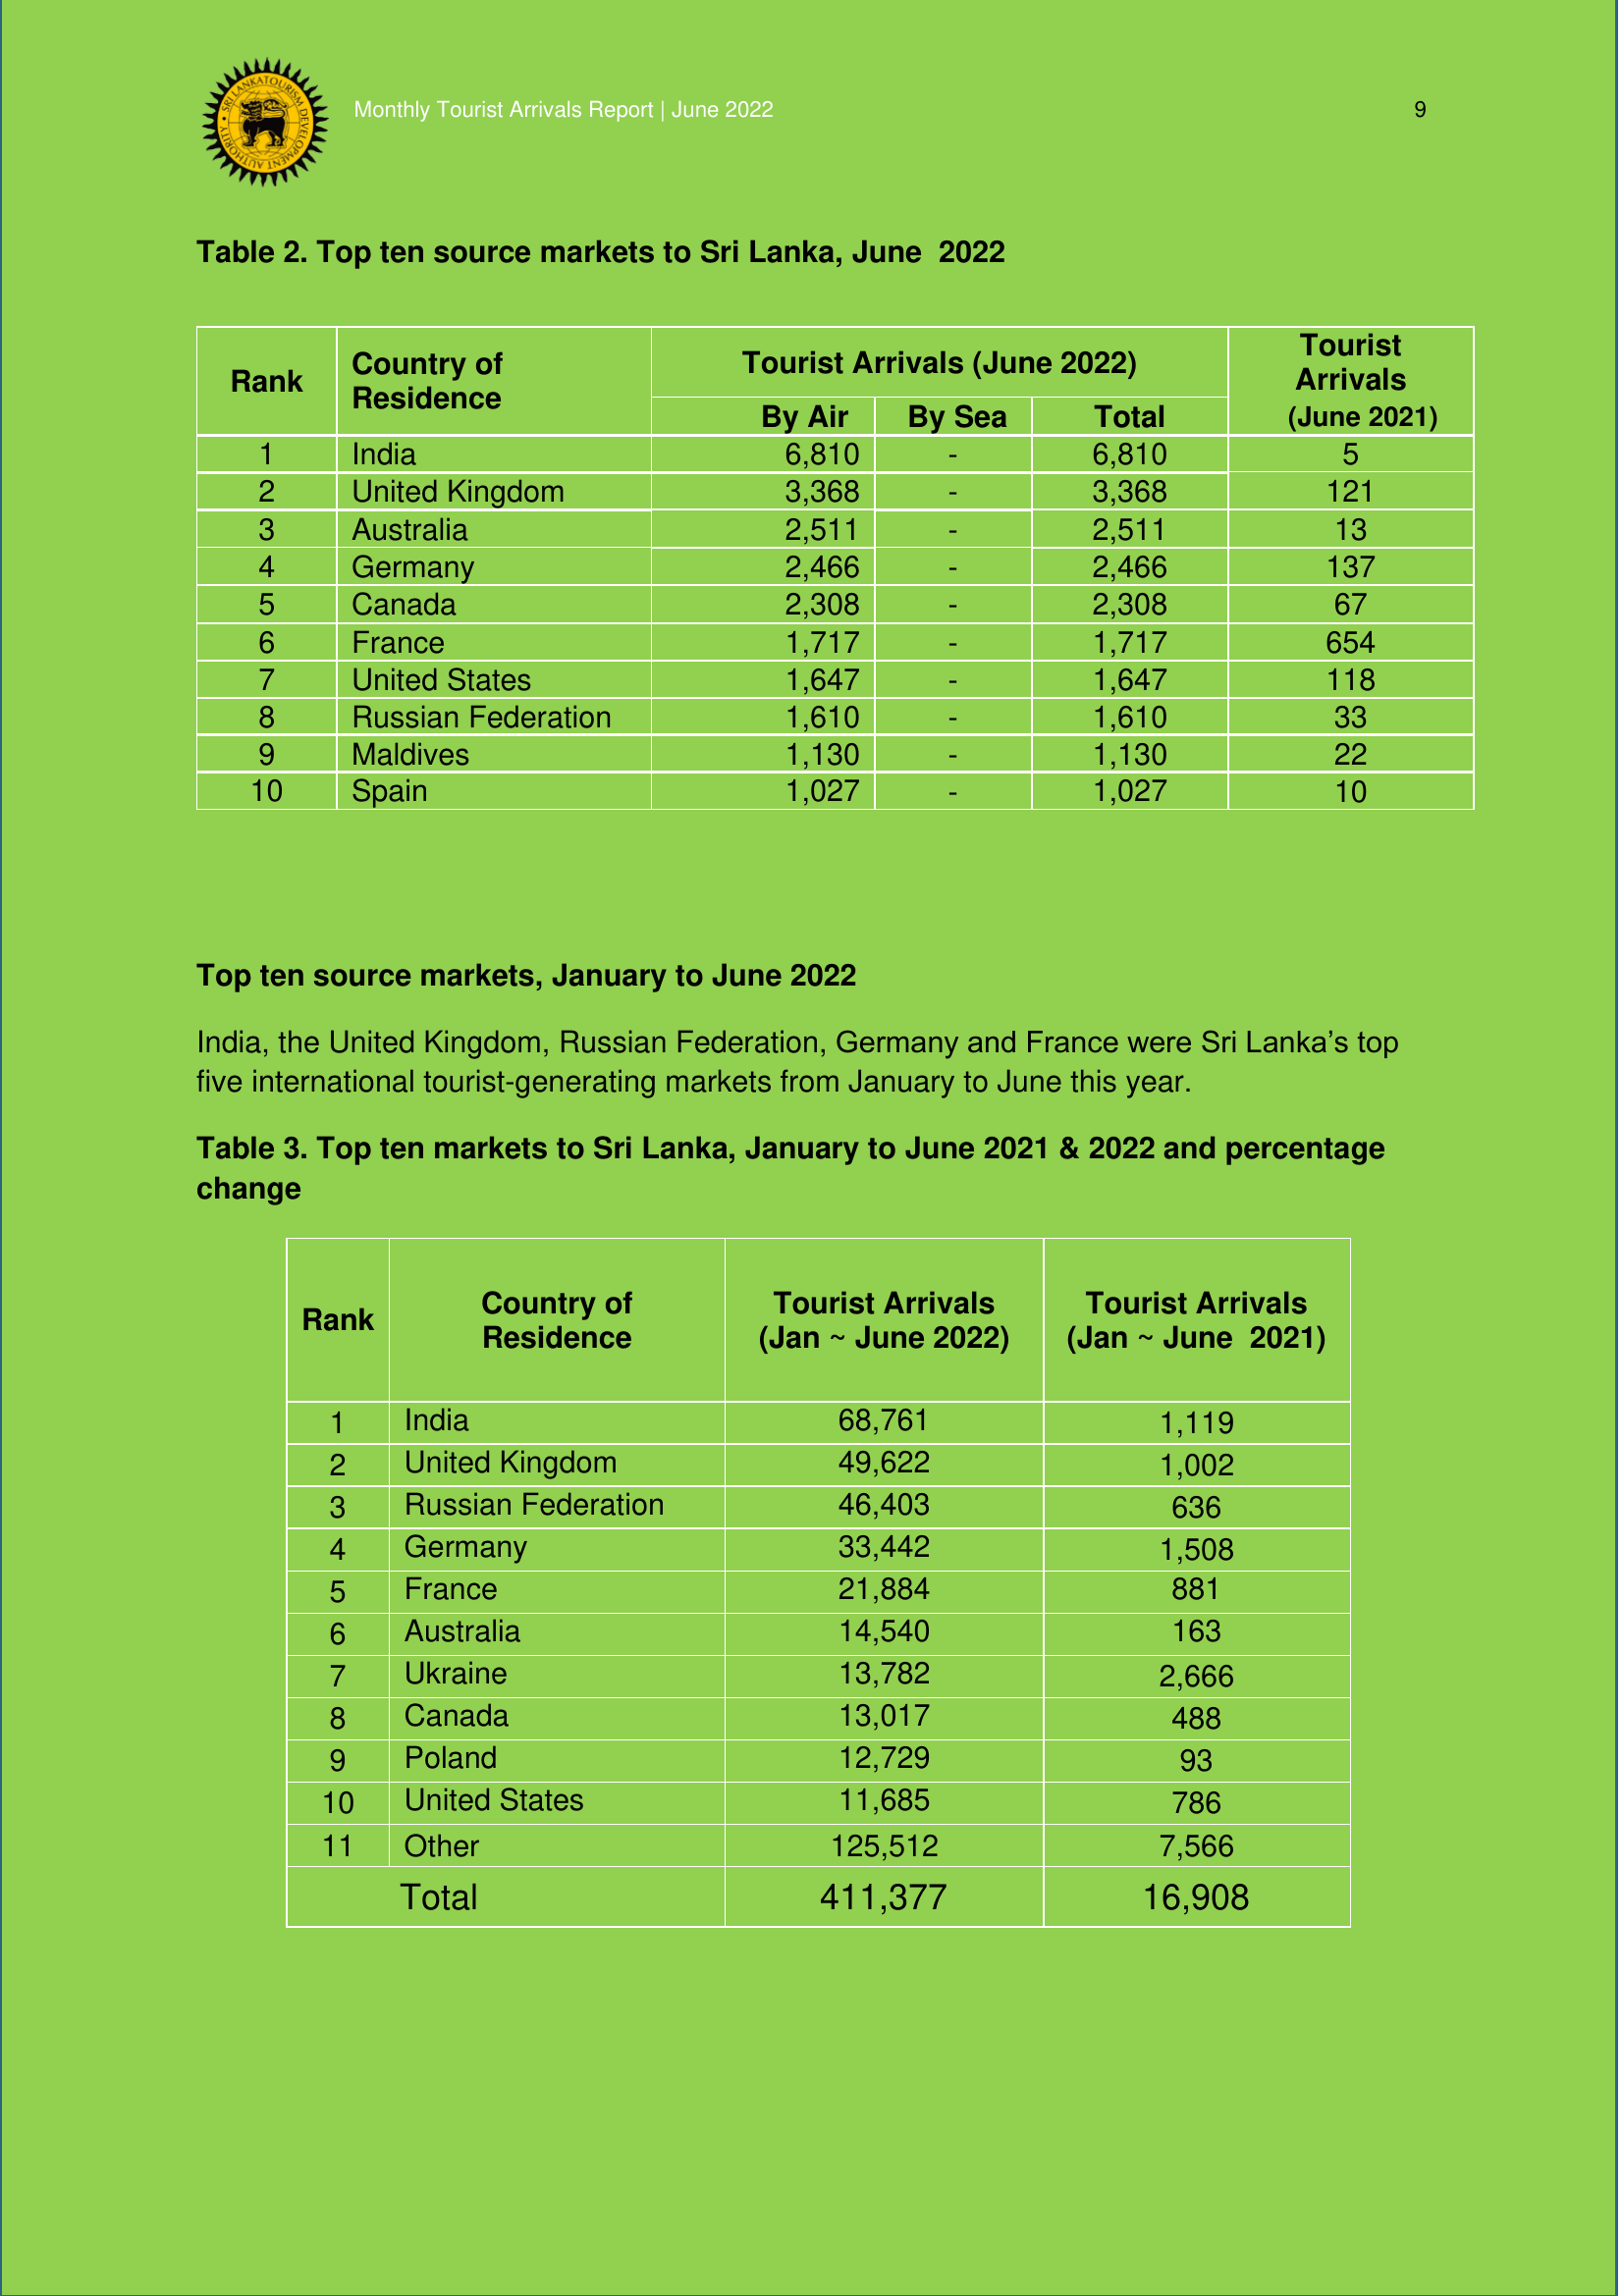 SRI LANKA TOURISM DEVELOPMENT AUTHORITY
Monthly Tourist Arrivals Report | June 2022
9
Table 2. Top ten source markets to Sri Lanka, June 2022
Rank
Country of
Residence
Tourist Arrivals (June 2022)
Tourist
Arrivals
(June 2021)
By Air By Sea Total
1 India 6,810 - 6,810 5
2 United Kingdom 3,368 - 3,368 121
3 Australia 2,511 - 2,511 13
4 Germany 2,466 - 2,466 137
5 Canada 2,308 - 2,308 67
6 France 1,717 - 1,717 654
7 United States 1,647 - 1,647 118
8 Russian Federation 1,610 - 1,610 33
9 Maldives 1,130 - 1,130 22
10 Spain 1,027 - 1,027 10
Top ten source markets, January to June 2022
India, the United Kingdom, Russian Federation, Germany and France were Sri Lanka’s top
five international tourist-generating markets from January to June this year.
Table 3. Top ten markets to Sri Lanka, January to June 2021 & 2022 and percentage
change
Rank
Country of
Residence
Tourist Arrivals
(Jan ~ June 2022)
Tourist Arrivals
(Jan ~ June 2021)
1 India 68,761 1,119
2 United Kingdom 49,622 1,002
3 Russian Federation 46,403 636
4 Germany 33,442 1,508
5 France 21,884 881
6 Australia 14,540 163
7 Ukraine 13,782 2,666
8 Canada 13,017 488
9 Poland 12,729 93
10 United States 11,685 786
11 Other 125,512 7,566
Total 411,377 16,908